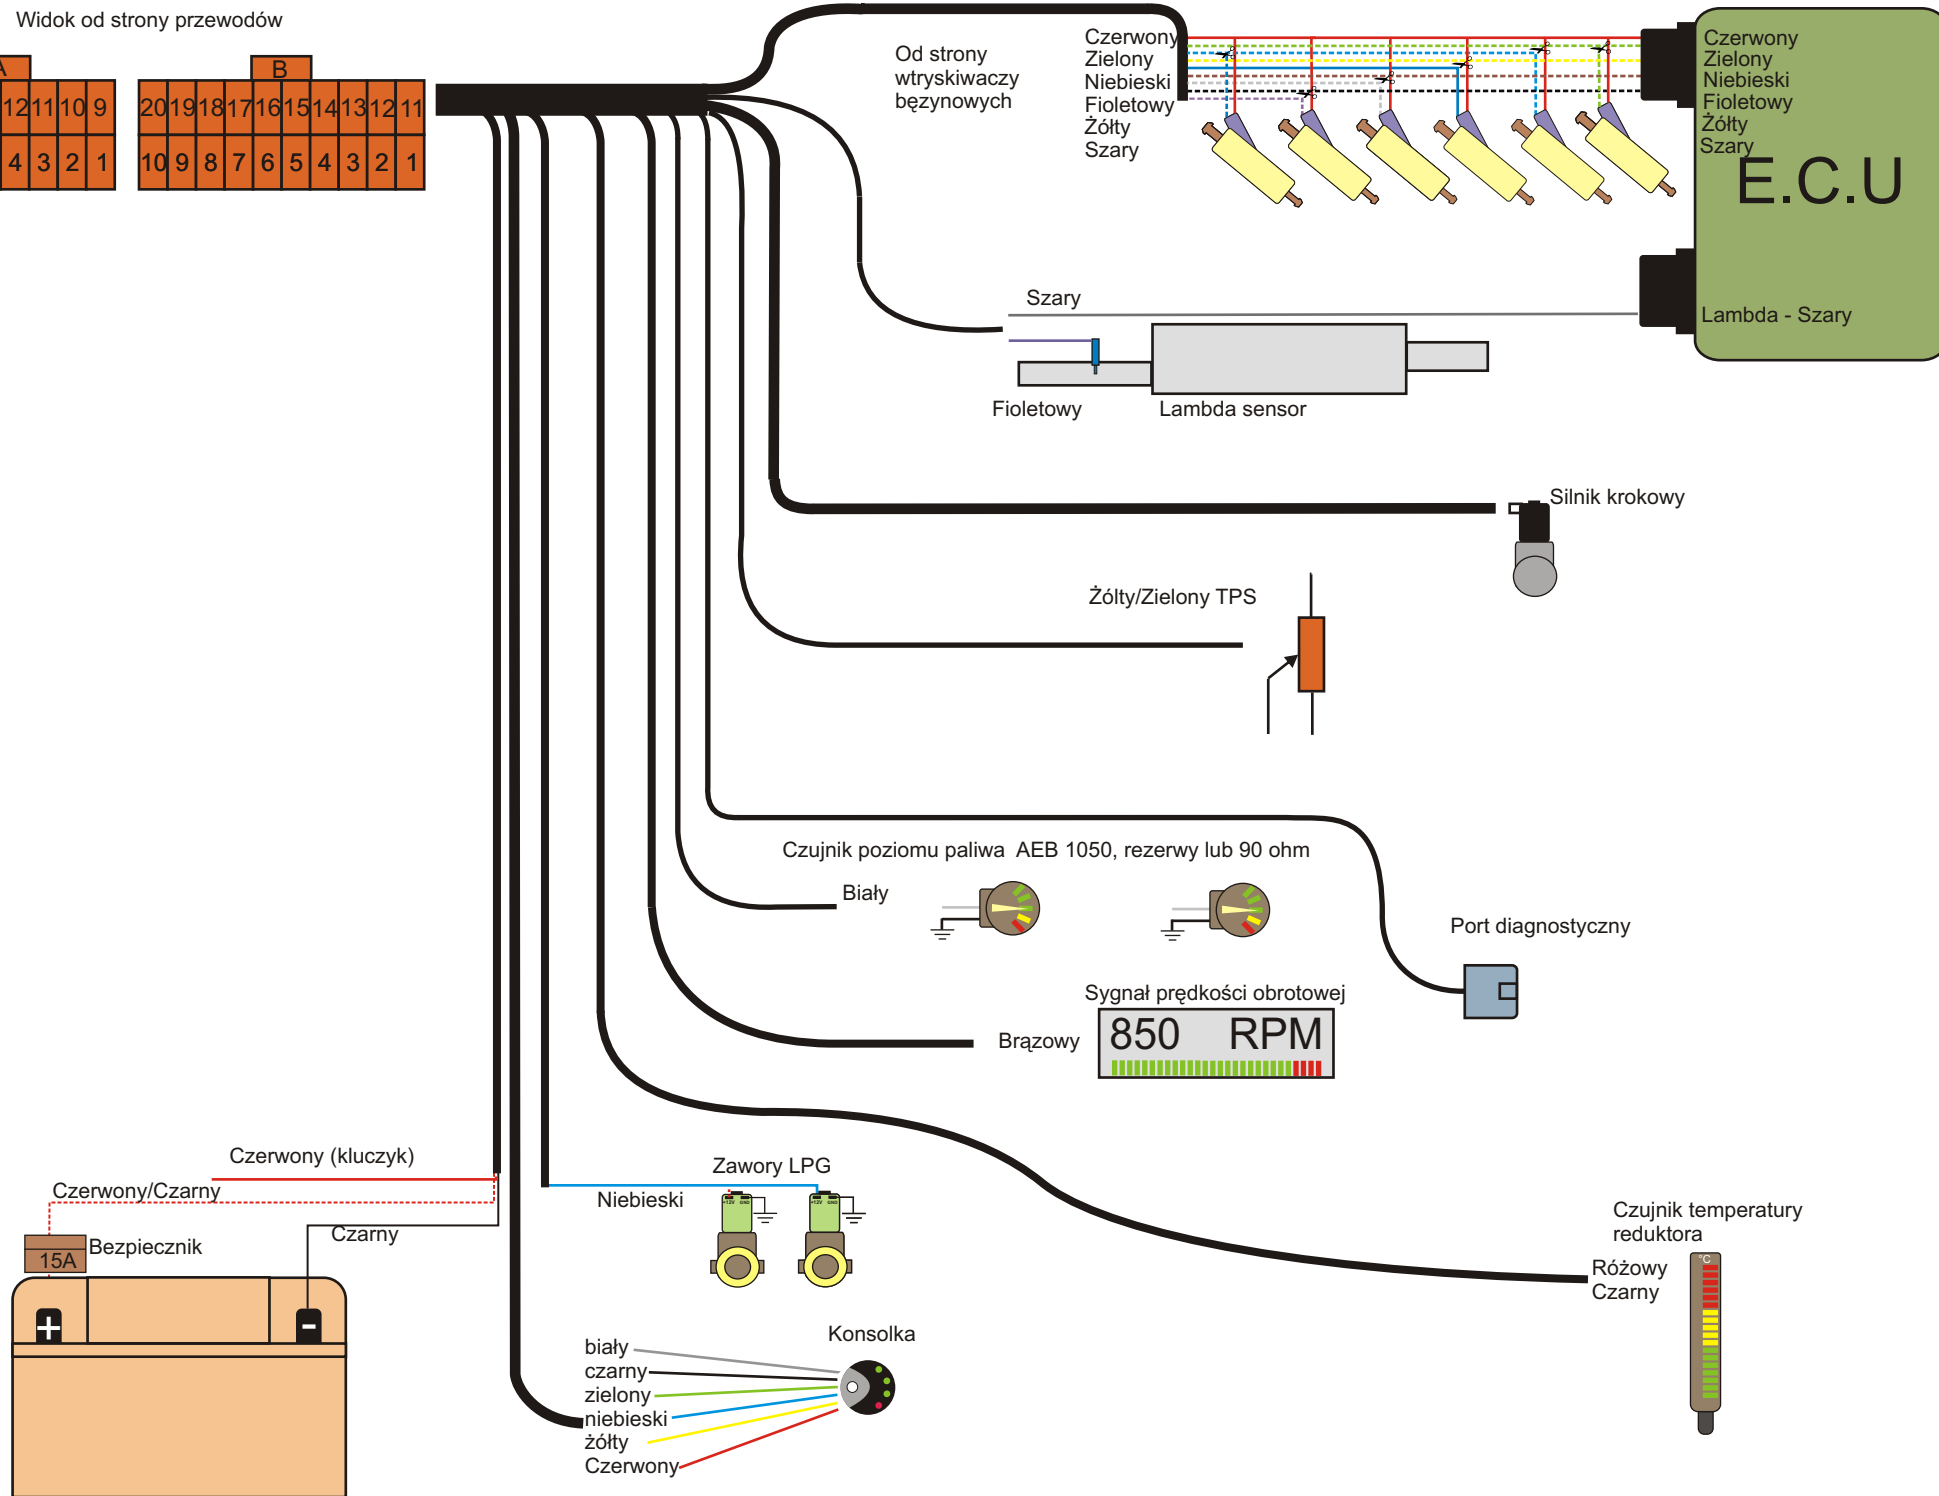 Widok od strony przewodów
A
12 11 10 9
4 3 2 1
B
20 19 18 17 16 15 14 13 12 11
10 9 8 7 6 5 4 3 2 1
Od strony
wtryskiwaczy
bęzynowych
Czerwony
Zielony
Niebieski
Fioletowy
Żółty
Szary
Czerwony
Zielony
Niebieski
Fioletowy
Żółty
Szary
E.C.U
Szary
Lambda - Szary
Fioletowy
Lambda sensor
Silnik krokowy
Żólty/Zielony TPS
Czujnik poziomu paliwa AEB 1050, rezerwy lub 90 ohm
Biały
Port diagnostyczny
Sygnał prędkości obrotowej
Brązowy
850 RPM
Czerwony (kluczyk)
Czerwony/Czarny
Czarny
Bezpiecznik
15A
+
-
Zawory LPG
Niebieski
+12V GND
+12V GND
Czujnik temperatury
reduktora
Różowy
Czarny
°C
Konsolka
biały
czarny
zielony
niebieski
żółty
Czerwony